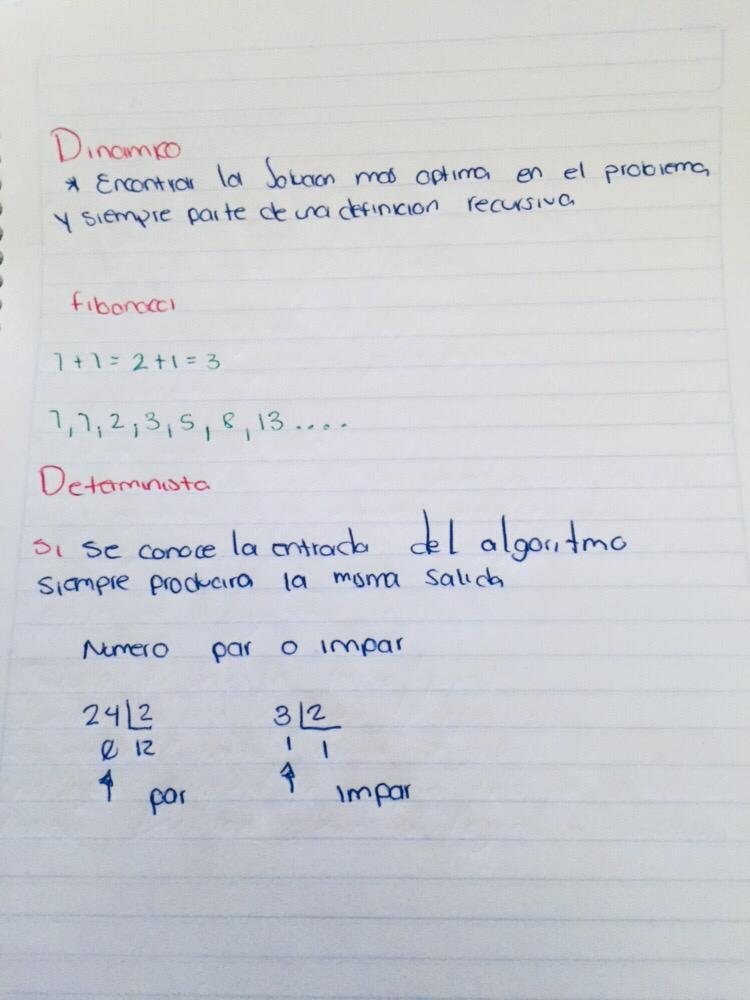 Dinamico
* Encontrar la solucion mas optima en el problema
y siempre parte de una definicion recursiva
fibonacci
1 + 1 = 2 + 1 = 3
1, 1, 2, 3, 5, 8, 13 ....
Determinista
Si se conoce la entrada del algoritmo
siempre producira la misma salida
Numero par o impar
24 2 3 2
0 12 1 1
par impar